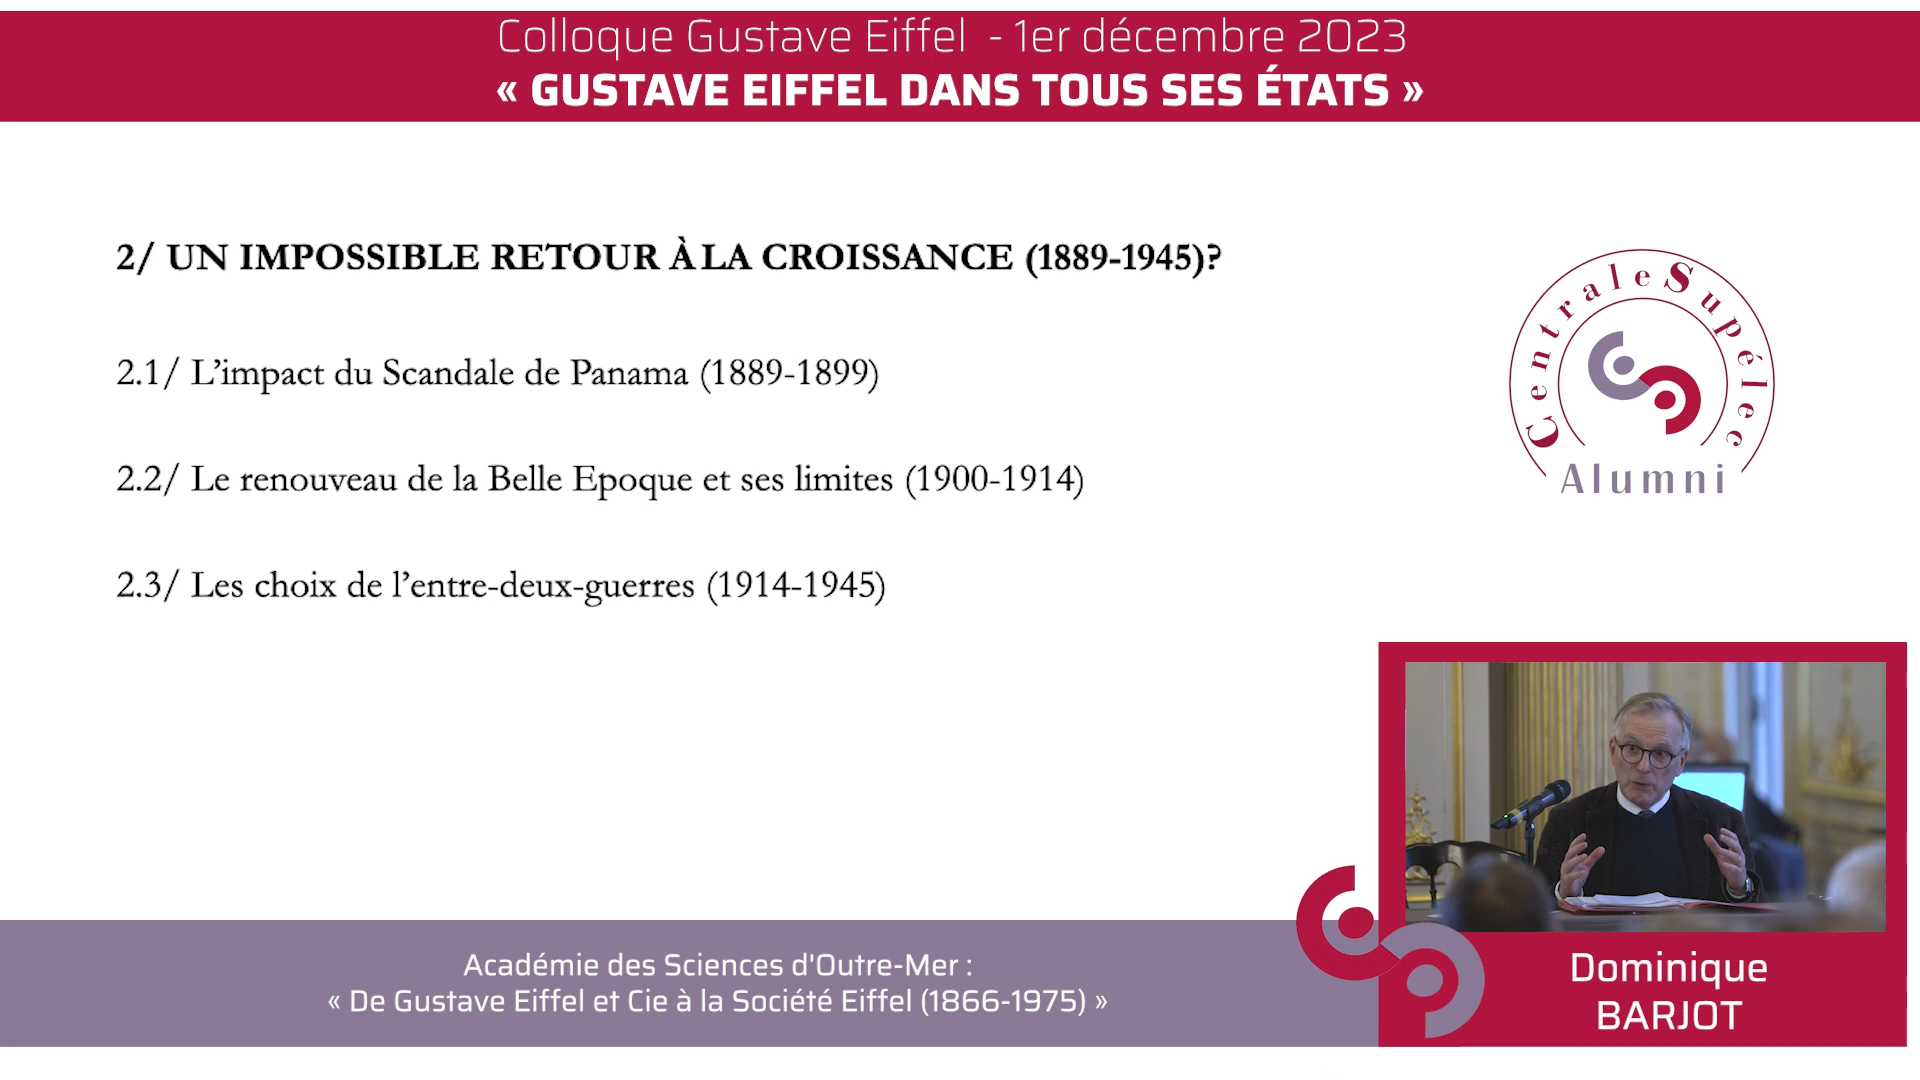 Colloque Gustave Eiffel - 1er décembre 2023
« GUSTAVE EIFFEL DANS TOUS SES ÉTATS »
2/ UN IMPOSSIBLE RETOUR À LA CROISSANCE (1889-1945)?
2.1/ L’impact du Scandale de Panama (1889-1899)
2.2/ Le renouveau de la Belle Epoque et ses limites (1900-1914)
2.3/ Les choix de l’entre-deux-guerres (1914-1945)
CentraleSupélec
Alumni
Académie des Sciences d'Outre-Mer :
« De Gustave Eiffel et Cie à la Société Eiffel (1866-1975) »
Dominique
BARJOT